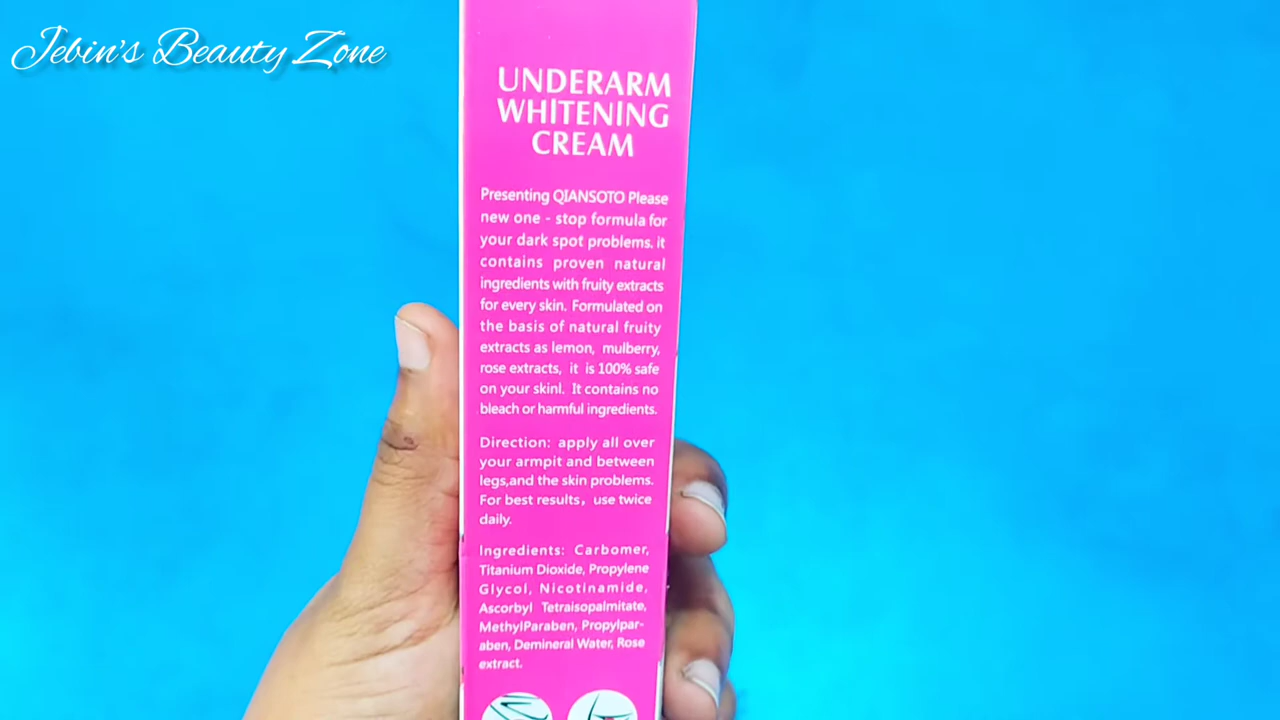 Jebin's Beauty Zone
UNDERARM
WHITENING
CREAM
Presenting QIANSOTO Please
new one - stop formula for
your dark spot problems. it
contains proven natural
ingredients with fruity extracts
for every skin. Formulated on
the basis of natural fruity
extracts as lemon, mulberry,
rose extracts, it is 100% safe
on your skinl. It contains no
bleach or harmful ingredients.
Direction: apply all over
your armpit and between
legs,and the skin problems.
For best results, use twice
daily.
Ingredients: Carbomer,
Titanium Dioxide, Propylene
Glycol, Nicotinamide,
Ascorbyl Tetraisopalmitate,
MethylParaben, Propylpar-
aben, Demineral Water, Rose
extract.